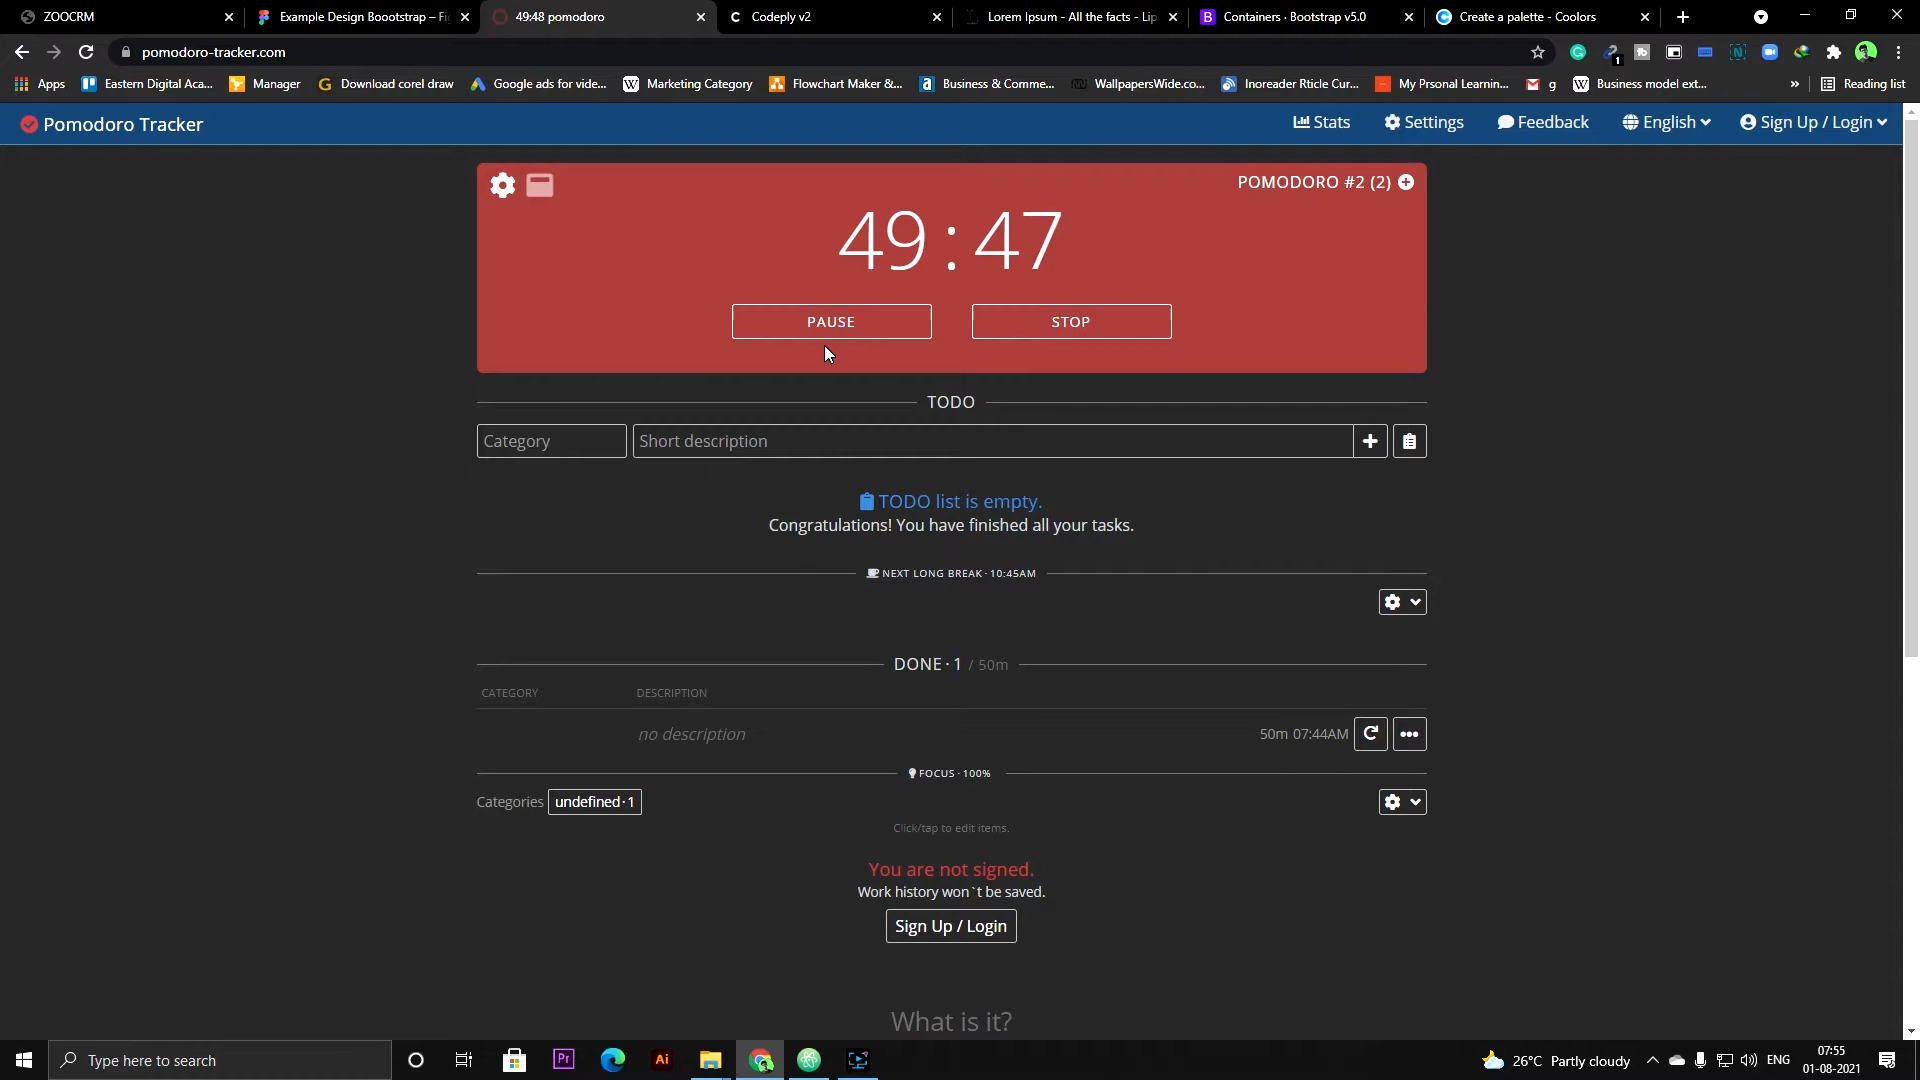 ZOOCRM
Example Design Boootstrap – Fi
49:48 pomodoro
Codeply v2
Lorem Ipsum - All the facts - Lip
Containers · Bootstrap v5.0
Create a palette - Coolors
pomodoro-tracker.com
Apps
Eastern Digital Aca...
Manager
Download corel draw
Google ads for vide...
Marketing Category
Flowchart Maker &...
Business & Comme...
WallpapersWide.co...
Inoreader Rticle Cur...
My Prsonal Learnin...
g
Business model ext...
»
Reading list
Pomodoro Tracker
Stats
Settings
Feedback
English
Sign Up / Login
POMODORO #2 (2)
49 : 47
PAUSE
STOP
TODO
Category
Short description
TODO list is empty.
Congratulations! You have finished all your tasks.
NEXT LONG BREAK · 10:45AM
DONE · 1 / 50m
CATEGORY
DESCRIPTION
no description
50m 07:44AM
FOCUS · 100%
Categories
undefined · 1
Click/tap to edit items.
You are not signed.
Work history won`t be saved.
Sign Up / Login
What is it?
Type here to search
Pr
Ai
26°C Partly cloudy
ENG
07:55
01-08-2021